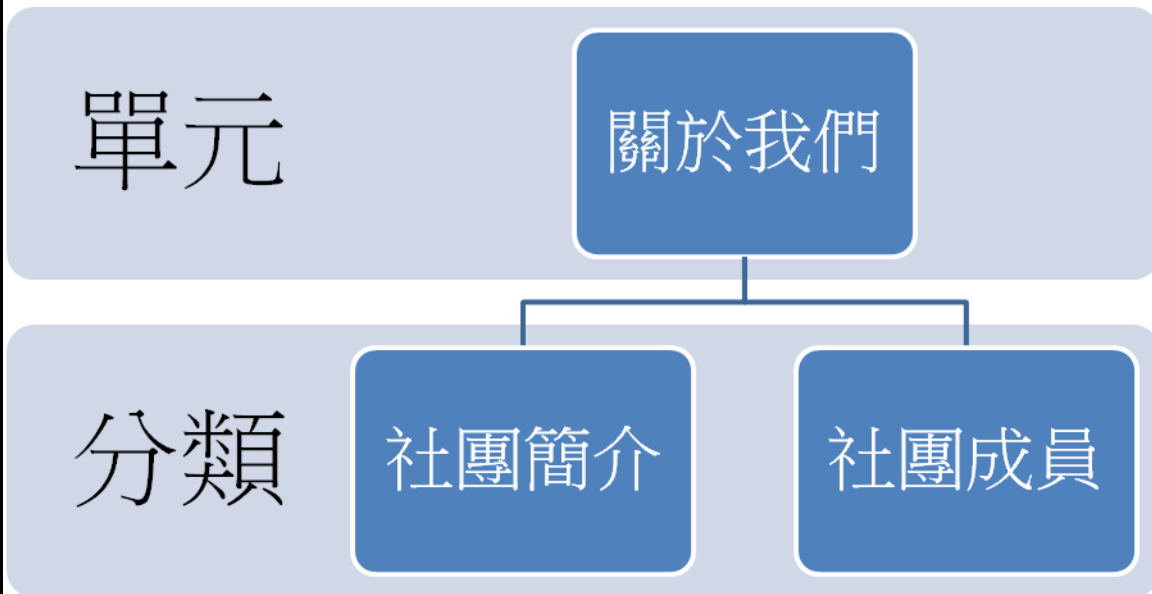 單元
關於我們
分類
社團簡介
社團成員